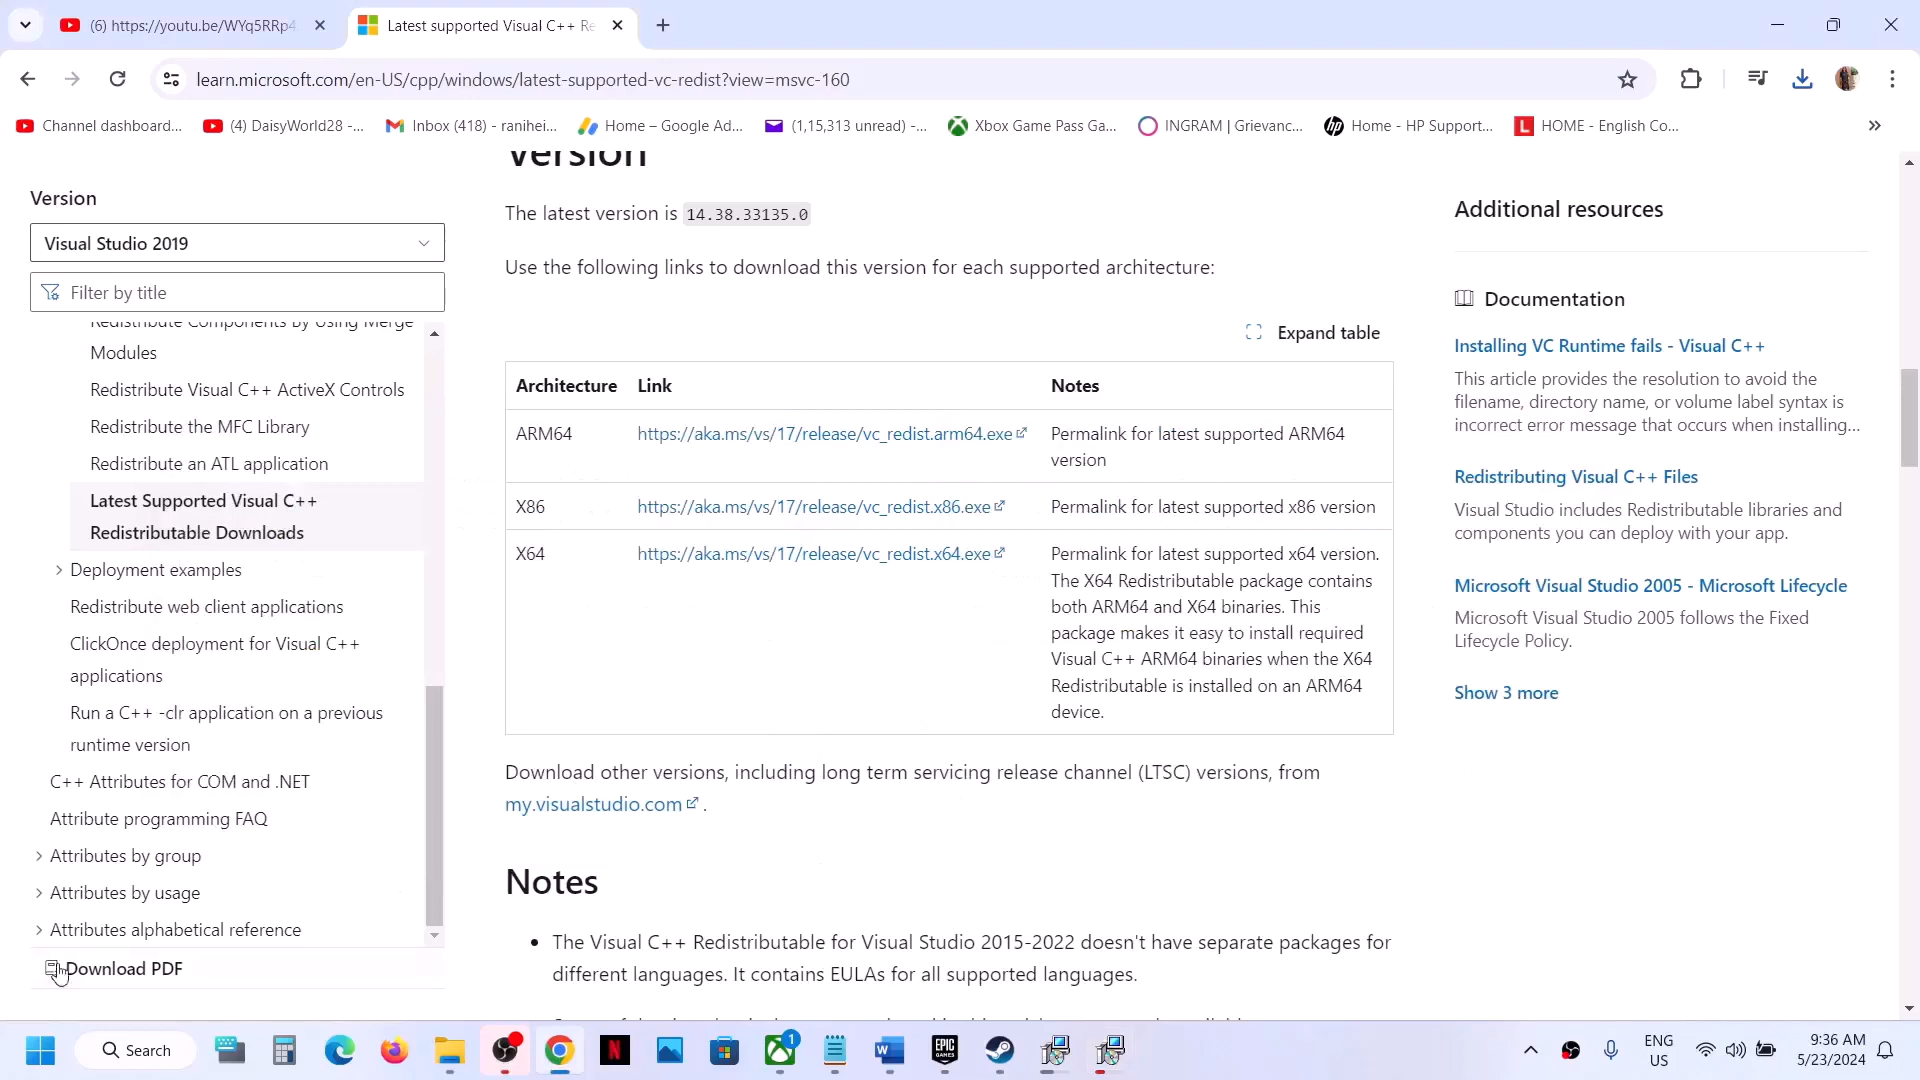 (6) https://youtu.be/WYq5RRp4
Latest supported Visual C++ Re
learn.microsoft.com/en-US/cpp/windows/latest-supported-vc-redist?view=msvc-160
Channel dashboard...
(4) DaisyWorld28 -...
Inbox (418) - ranihei...
Home – Google Ad...
(1,15,313 unread) -...
Xbox Game Pass Ga...
INGRAM | Grievanc...
Home - HP Support...
HOME - English Co...
Version
Visual Studio 2019
Filter by title
Redistribute Components By Using Merge
Modules
Redistribute Visual C++ ActiveX Controls
Redistribute the MFC Library
Redistribute an ATL application
Latest Supported Visual C++
Redistributable Downloads
Deployment examples
Redistribute web client applications
ClickOnce deployment for Visual C++
applications
Run a C++ -clr application on a previous
runtime version
C++ Attributes for COM and .NET
Attribute programming FAQ
Attributes by group
Attributes by usage
Attributes alphabetical reference
Download PDF
Version
The latest version is 14.38.33135.0
Use the following links to download this version for each supported architecture:
Expand table
Architecture Link Notes
ARM64 https://aka.ms/vs/17/release/vc_redist.arm64.exe Permalink for latest supported ARM64
version
X86 https://aka.ms/vs/17/release/vc_redist.x86.exe Permalink for latest supported x86 version
X64 https://aka.ms/vs/17/release/vc_redist.x64.exe Permalink for latest supported x64 version.
The X64 Redistributable package contains
both ARM64 and X64 binaries. This
package makes it easy to install required
Visual C++ ARM64 binaries when the X64
Redistributable is installed on an ARM64
device.
Download other versions, including long term servicing release channel (LTSC) versions, from
my.visualstudio.com .
Notes
• The Visual C++ Redistributable for Visual Studio 2015-2022 doesn't have separate packages for
different languages. It contains EULAs for all supported languages.
Additional resources
Documentation
Installing VC Runtime fails - Visual C++
This article provides the resolution to avoid the
filename, directory name, or volume label syntax is
incorrect error message that occurs when installing...
Redistributing Visual C++ Files
Visual Studio includes Redistributable libraries and
components you can deploy with your app.
Microsoft Visual Studio 2005 - Microsoft Lifecycle
Microsoft Visual Studio 2005 follows the Fixed
Lifecycle Policy.
Show 3 more
Search
1
EPIC
GAMES
ENG
US
9:36 AM
5/23/2024